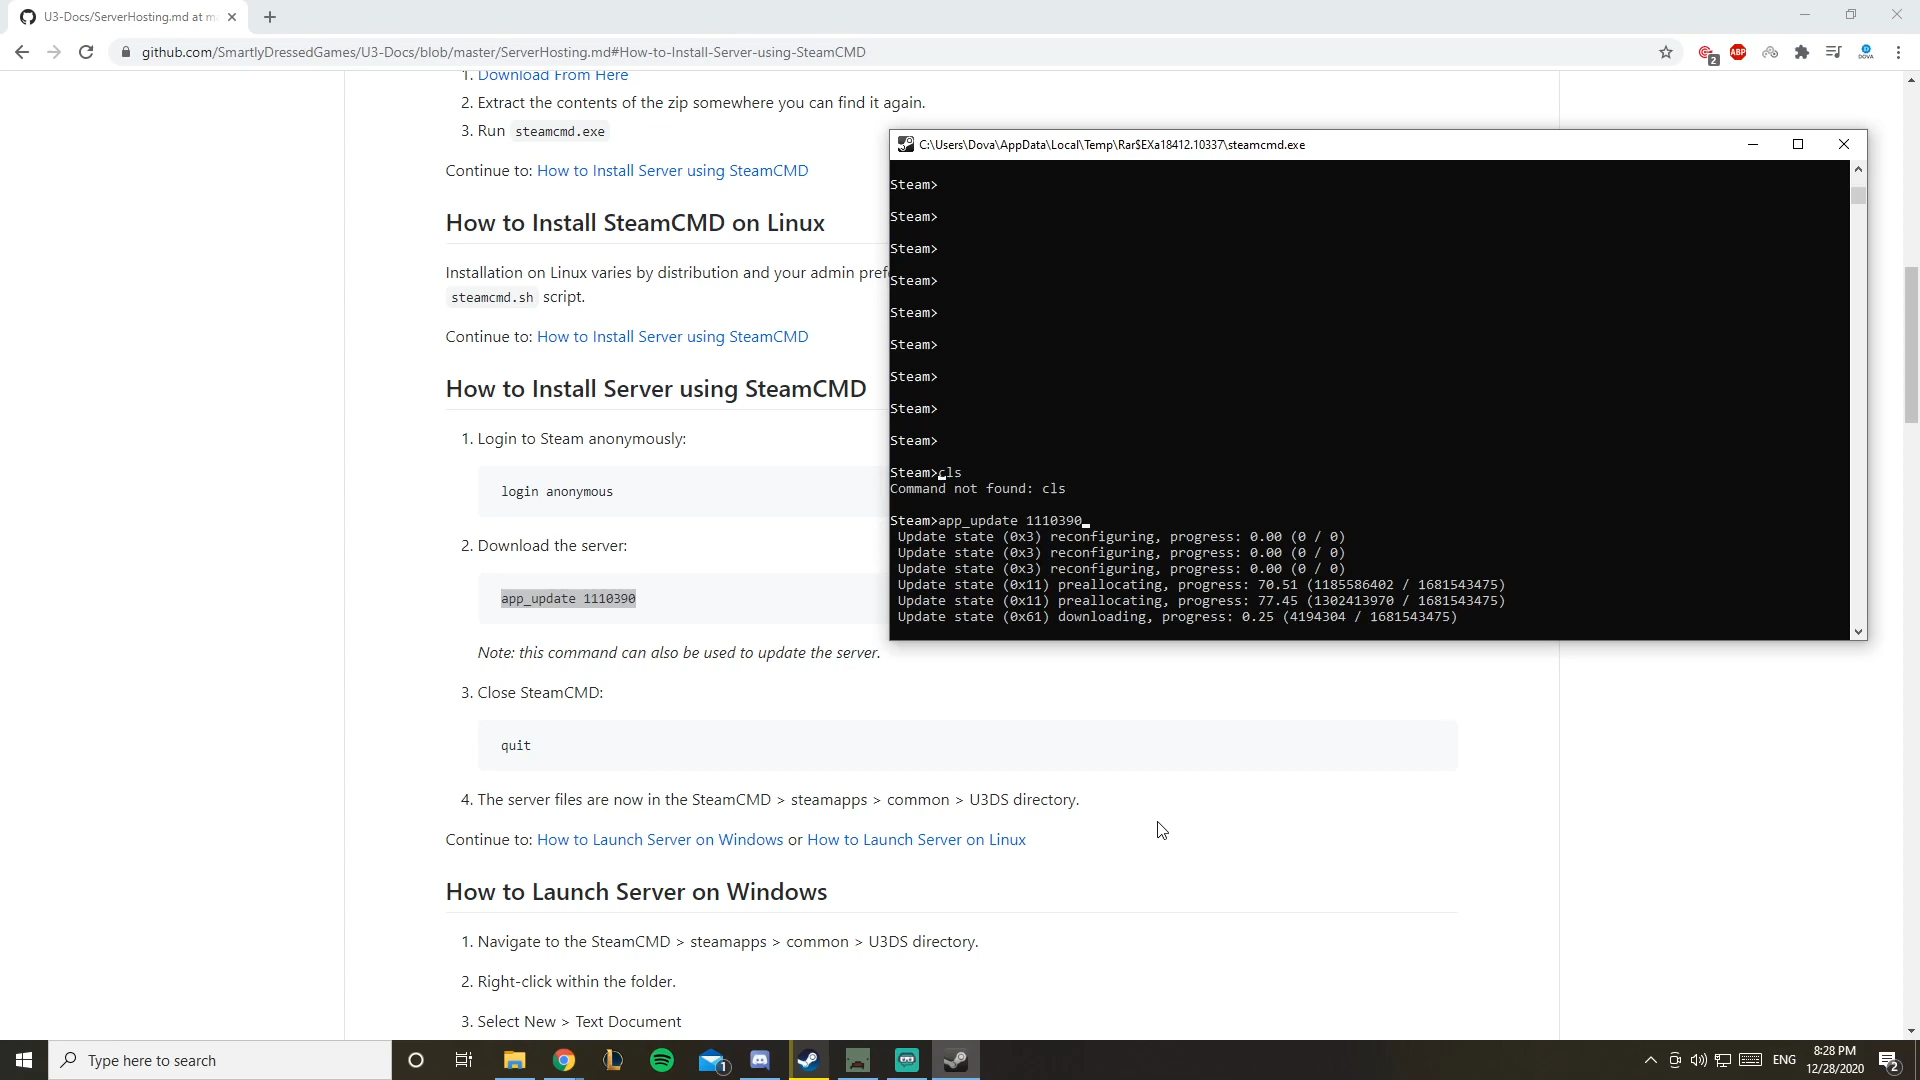 U3-Docs/ServerHosting.md at m
github.com/SmartlyDressedGames/U3-Docs/blob/master/ServerHosting.md#How-to-Install-Server-using-SteamCMD
2
ABP
DOVA
1. Download From Here
2. Extract the contents of the zip somewhere you can find it again.
3. Run steamcmd.exe
Continue to: How to Install Server using SteamCMD
How to Install SteamCMD on Linux
Installation on Linux varies by distribution and your admin pref
steamcmd.sh script.
Continue to: How to Install Server using SteamCMD
How to Install Server using SteamCMD
1. Login to Steam anonymously:
login anonymous
2. Download the server:
app_update 1110390
Note: this command can also be used to update the server.
3. Close SteamCMD:
quit
4. The server files are now in the SteamCMD > steamapps > common > U3DS directory.
Continue to: How to Launch Server on Windows or How to Launch Server on Linux
How to Launch Server on Windows
1. Navigate to the SteamCMD > steamapps > common > U3DS directory.
2. Right-click within the folder.
3. Select New > Text Document
C:\Users\Dova\AppData\Local\Temp\Rar$EXa18412.10337\steamcmd.exe
Steam>
Steam>
Steam>
Steam>
Steam>
Steam>
Steam>
Steam>
Steam>
Steam>cls
Command not found: cls
Steam>app_update 1110390
Update state (0x3) reconfiguring, progress: 0.00 (0 / 0)
Update state (0x3) reconfiguring, progress: 0.00 (0 / 0)
Update state (0x3) reconfiguring, progress: 0.00 (0 / 0)
Update state (0x11) preallocating, progress: 70.51 (1185586402 / 1681543475)
Update state (0x11) preallocating, progress: 77.45 (1302413970 / 1681543475)
Update state (0x61) downloading, progress: 0.25 (4194304 / 1681543475)
Type here to search
1
ENG
8:28 PM
12/28/2020
2